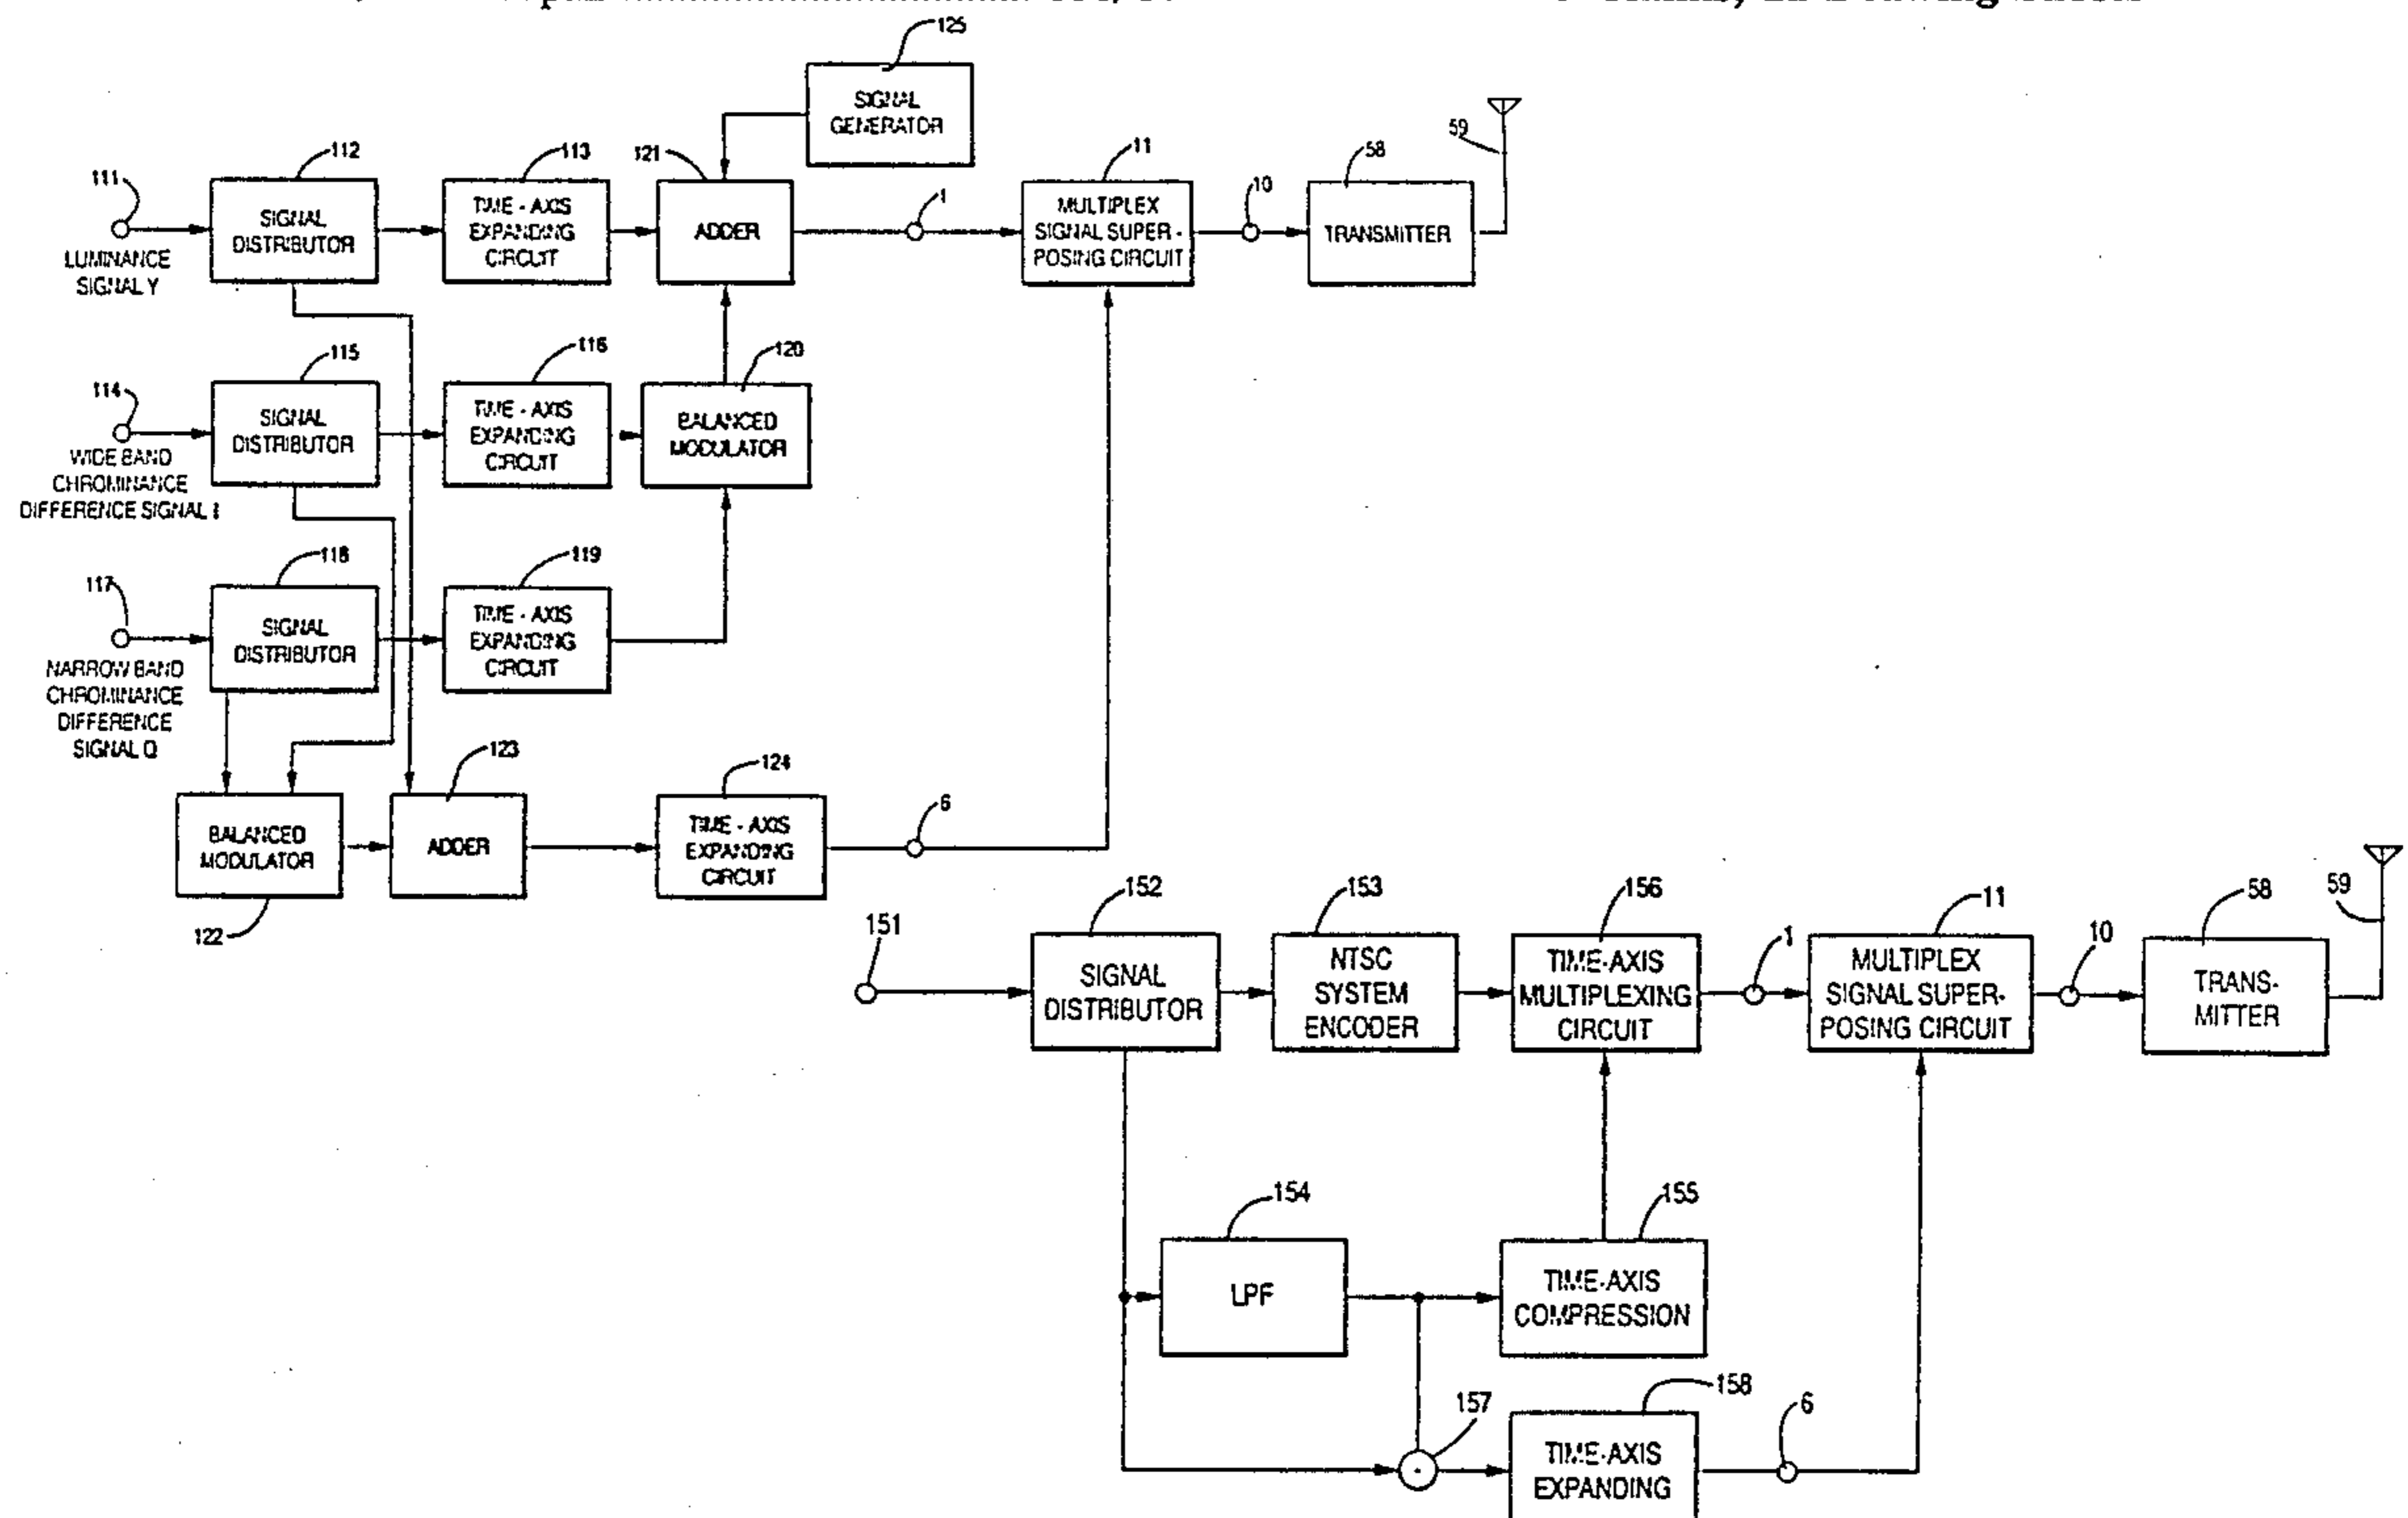 125
SIGNAL
GENERATOR
59
112
113
121
11
58
111
1
10
SIGNAL
DISTRIBUTOR
TIME - AXIS
EXPANDING
CIRCUIT
ADDER
MULTIPLEX
SIGNAL SUPER -
POSING CIRCUIT
TRANSMITTER
LUMINANCE
SIGNAL Y
115
116
120
114
SIGNAL
DISTRIBUTOR
TIME - AXIS
EXPANDING
CIRCUIT
BALANCED
MODULATOR
WIDE BAND
CHROMINANCE
DIFFERENCE SIGNAL I
118
119
117
SIGNAL
DISTRIBUTOR
TIME - AXIS
EXPANDING
CIRCUIT
NARROW BAND
CHROMINANCE
DIFFERENCE
SIGNAL Q
123
124
6
BALANCED
MODULATOR
ADDER
TIME - AXIS
EXPANDING
CIRCUIT
122
151
152
153
156
1
11
10
58
59
SIGNAL
DISTRIBUTOR
NTSC
SYSTEM
ENCODER
TIME-AXIS
MULTIPLEXING
CIRCUIT
MULTIPLEX
SIGNAL SUPER-
POSING CIRCUIT
TRANS-
MITTER
154
155
LPF
TIME-AXIS
COMPRESSION
157
158
6
TIME-AXIS
EXPANDING